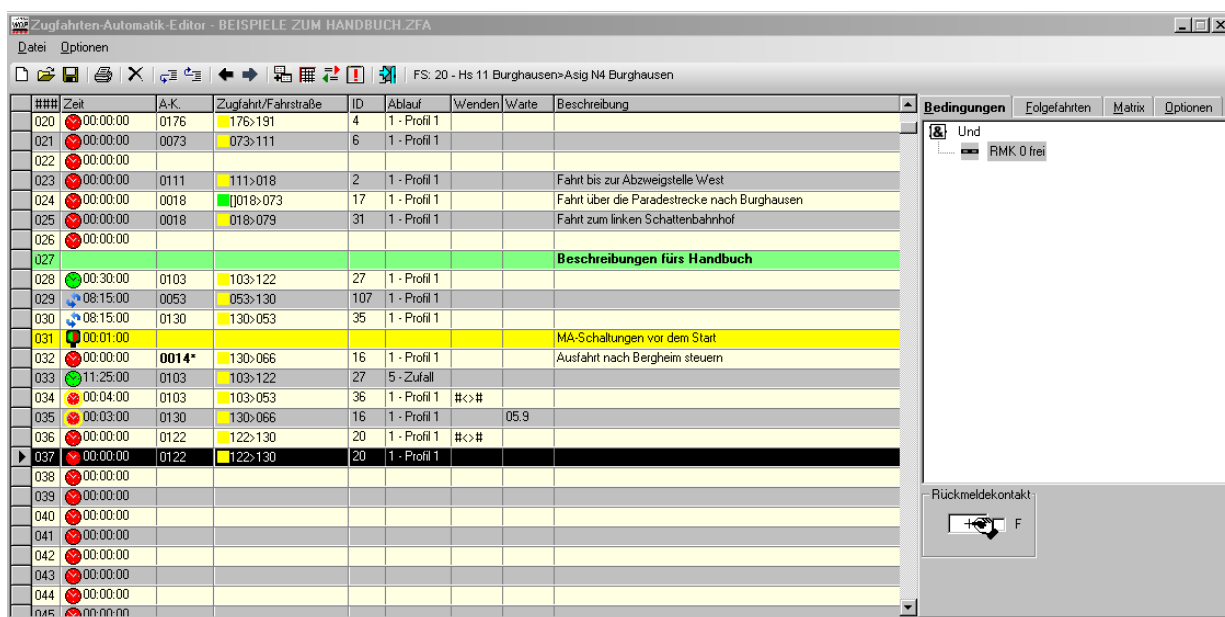 Zugfahrten-Automatik-Editor - BEISPIELE ZUM HANDBUCH.ZFA
Datei Optionen
FS: 20 - Hs 11 Burghausen>Asig N4 Burghausen
### Zeit A-K. Zugfahrt/Fahrstraße ID Ablauf Wenden Warte Beschreibung
020 00:00:00 0176 176>191 4 1 - Profil 1
021 00:00:00 0073 073>111 6 1 - Profil 1
022 00:00:00
023 00:00:00 0111 111>018 2 1 - Profil 1 Fahrt bis zur Abzweigstelle West
024 00:00:00 0018 []018>073 17 1 - Profil 1 Fahrt über die Paradestrecke nach Burghausen
025 00:00:00 0018 018>079 31 1 - Profil 1 Fahrt zum linken Schattenbahnhof
026 00:00:00
027 Beschreibungen fürs Handbuch
028 00:30:00 0103 103>122 27 1 - Profil 1
029 08:15:00 0053 053>130 107 1 - Profil 1
030 08:15:00 0130 130>053 35 1 - Profil 1
031 00:01:00 MA-Schaltungen vor dem Start
032 00:00:00 0014* 130>066 16 1 - Profil 1 Ausfahrt nach Bergheim steuern
033 11:25:00 0103 103>122 27 5 - Zufall
034 00:04:00 0103 103>053 36 1 - Profil 1 #<>#
035 00:03:00 0130 130>066 16 1 - Profil 1 05.9
036 00:00:00 0122 122>130 20 1 - Profil 1 #<>#
037 00:00:00 0122 122>130 20 1 - Profil 1
038 00:00:00
039 00:00:00
040 00:00:00
041 00:00:00
042 00:00:00
043 00:00:00
044 00:00:00
045 00:00:00
Bedingungen Folgefahrten Matrix Optionen
& Und
RMK 0 frei
Rückmeldekontakt
F